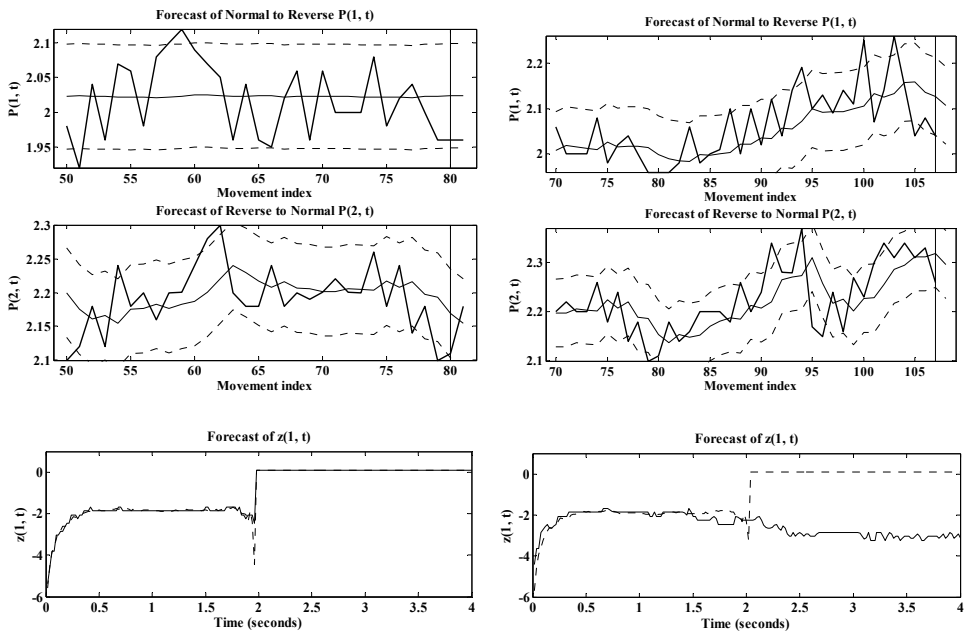 Forecast of Normal to Reverse P(1, t)
P(1, t)
2.1
2.05
2
1.95
50 55 60 65 70 75 80
Movement index
Forecast of Reverse to Normal P(2, t)
P(2, t)
2.3
2.25
2.2
2.15
2.1
50 55 60 65 70 75 80
Movement index
Forecast of z(1, t)
z(1, t)
0
-2
-4
-6
0 0.5 1 1.5 2 2.5 3 3.5 4
Time (seconds)
Forecast of Normal to Reverse P(1, t)
P(1, t)
2.2
2.1
2
70 75 80 85 90 95 100 105
Movement index
Forecast of Reverse to Normal P(2, t)
P(2, t)
2.3
2.2
2.1
70 75 80 85 90 95 100 105
Movement index
Forecast of z(1, t)
z(1, t)
0
-2
-4
-6
0 0.5 1 1.5 2 2.5 3 3.5 4
Time (seconds)